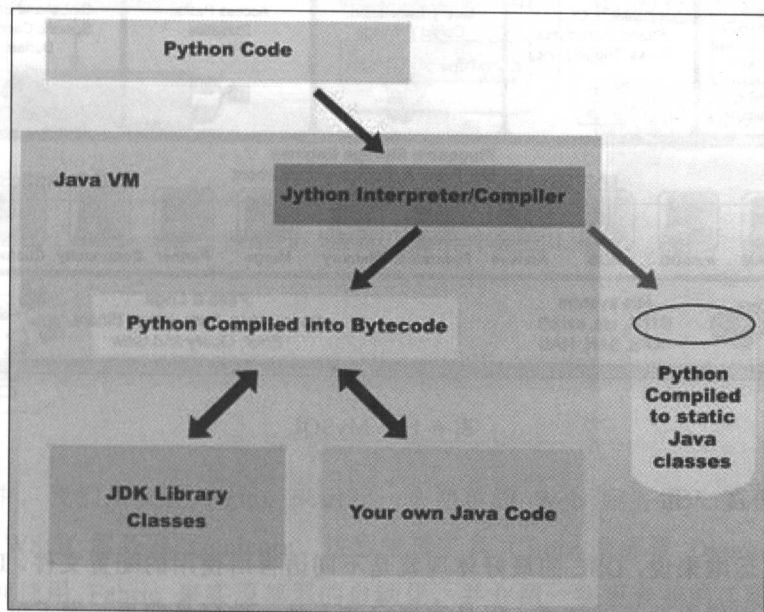 Python Code
Java VM
Jython Interpreter/Compiler
Python Compiled into Bytecode
Python
Compiled
to static
Java
classes
JDK Library
Classes
Your own Java Code